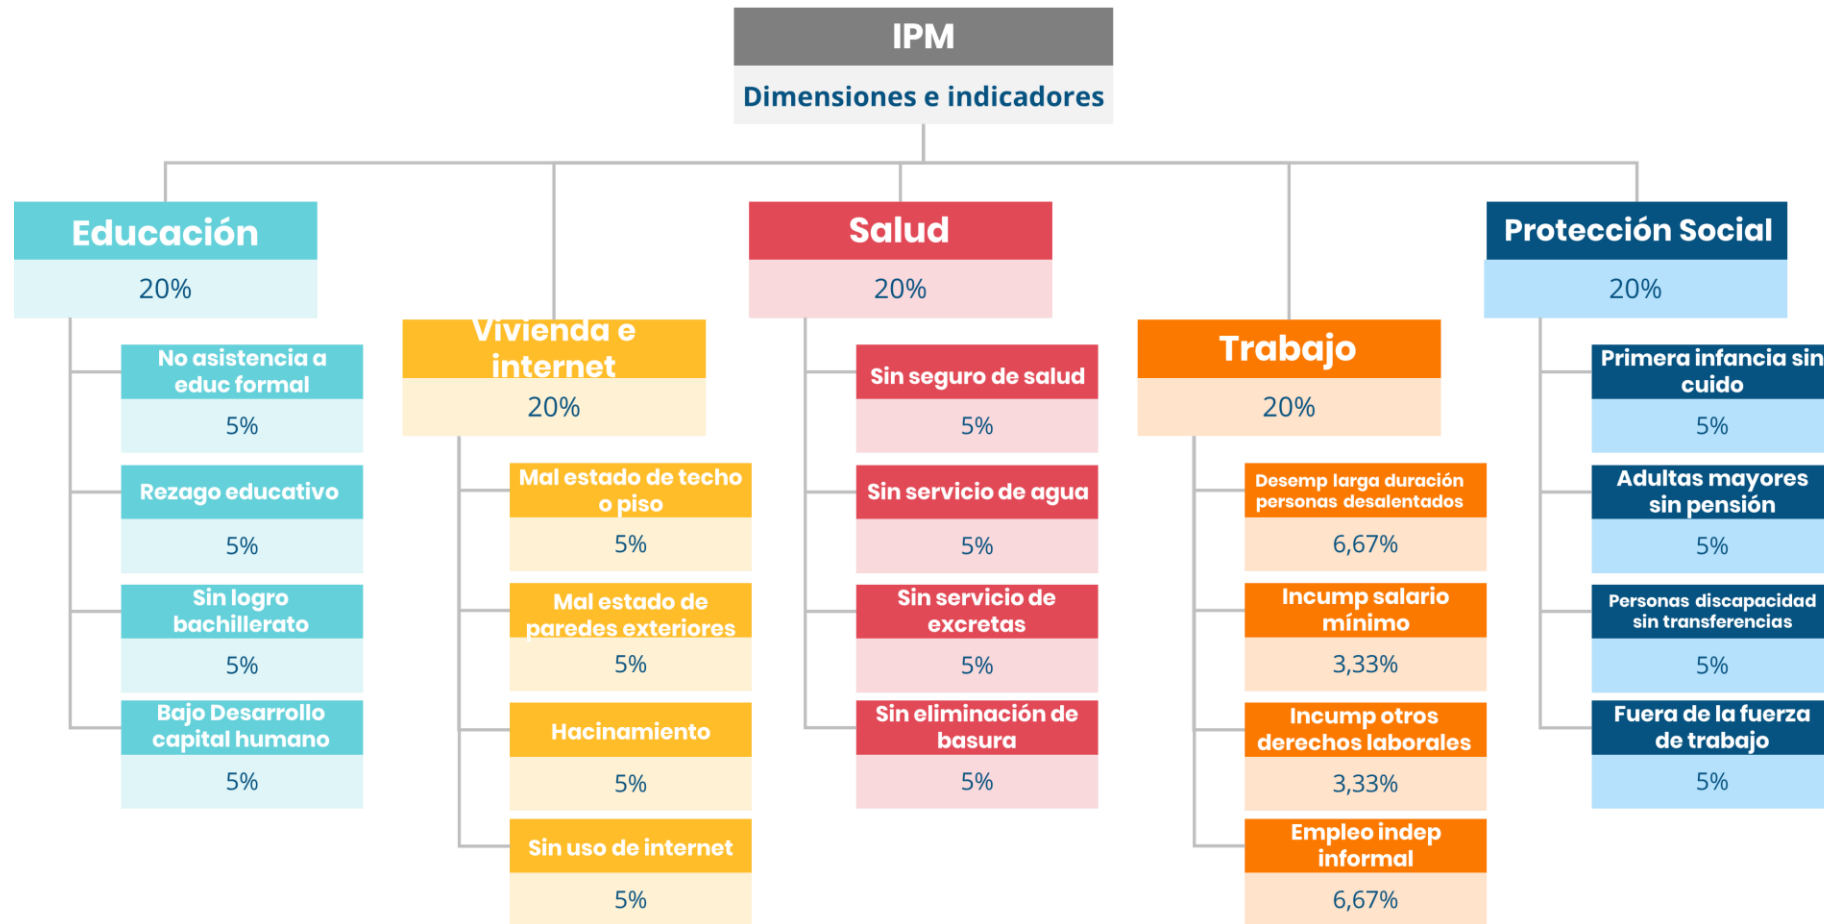 IPM
Dimensiones e indicadores
Educación
20%
No asistencia a
educ formal
5%
Rezago educativo
5%
Sin logro
bachillerato
5%
Bajo Desarrollo
capital humano
5%
Vivienda e
internet
20%
Mal estado de techo
o piso
5%
Mal estado de
paredes exteriores
5%
Hacinamiento
5%
Sin uso de internet
5%
Salud
20%
Sin seguro de salud
5%
Sin servicio de agua
5%
Sin servicio de
excretas
5%
Sin eliminación de
basura
5%
Trabajo
20%
Desemp larga duración
personas desalentados
6,67%
Incump salario
mínimo
3,33%
Incump otros
derechos laborales
3,33%
Empleo indep
informal
6,67%
Protección Social
20%
Primera infancia sin
cuido
5%
Adultas mayores
sin pensión
5%
Personas discapacidad
sin transferencias
5%
Fuera de la fuerza
de trabajo
5%